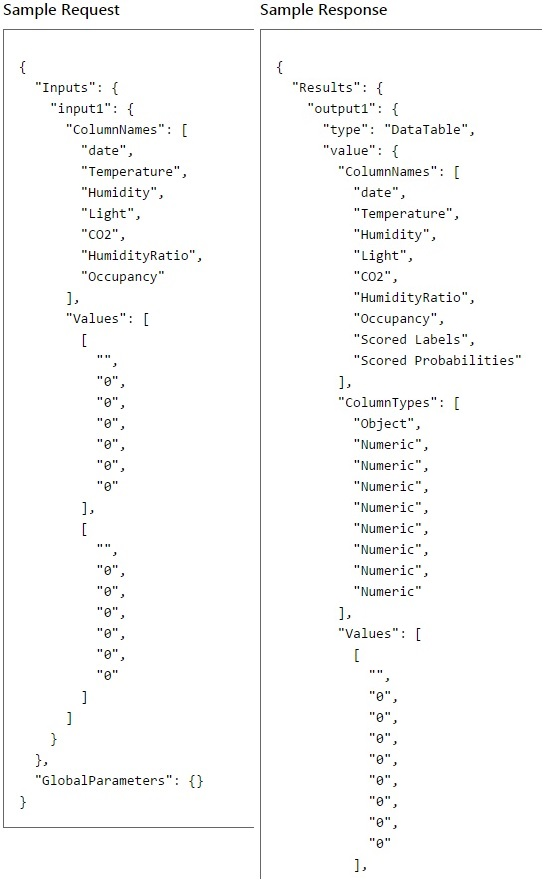 Sample Request
{
  "Inputs": {
    "input1": {
      "ColumnNames": [
        "date",
        "Temperature",
        "Humidity",
        "Light",
        "CO2",
        "HumidityRatio",
        "Occupancy"
      ],
      "Values": [
        [
          "",
          "0",
          "0",
          "0",
          "0",
          "0",
          "0"
        ],
        [
          "",
          "0",
          "0",
          "0",
          "0",
          "0",
          "0"
        ]
      ]
    }
  },
  "GlobalParameters": {}
}
Sample Response
{
  "Results": {
    "output1": {
      "type": "DataTable",
      "value": {
        "ColumnNames": [
          "date",
          "Temperature",
          "Humidity",
          "Light",
          "CO2",
          "HumidityRatio",
          "Occupancy",
          "Scored Labels",
          "Scored Probabilities"
        ],
        "ColumnTypes": [
          "Object",
          "Numeric",
          "Numeric",
          "Numeric",
          "Numeric",
          "Numeric",
          "Numeric",
          "Numeric",
          "Numeric"
        ],
        "Values": [
          [
            "",
            "0",
            "0",
            "0",
            "0",
            "0",
            "0",
            "0",
            "0"
          ],